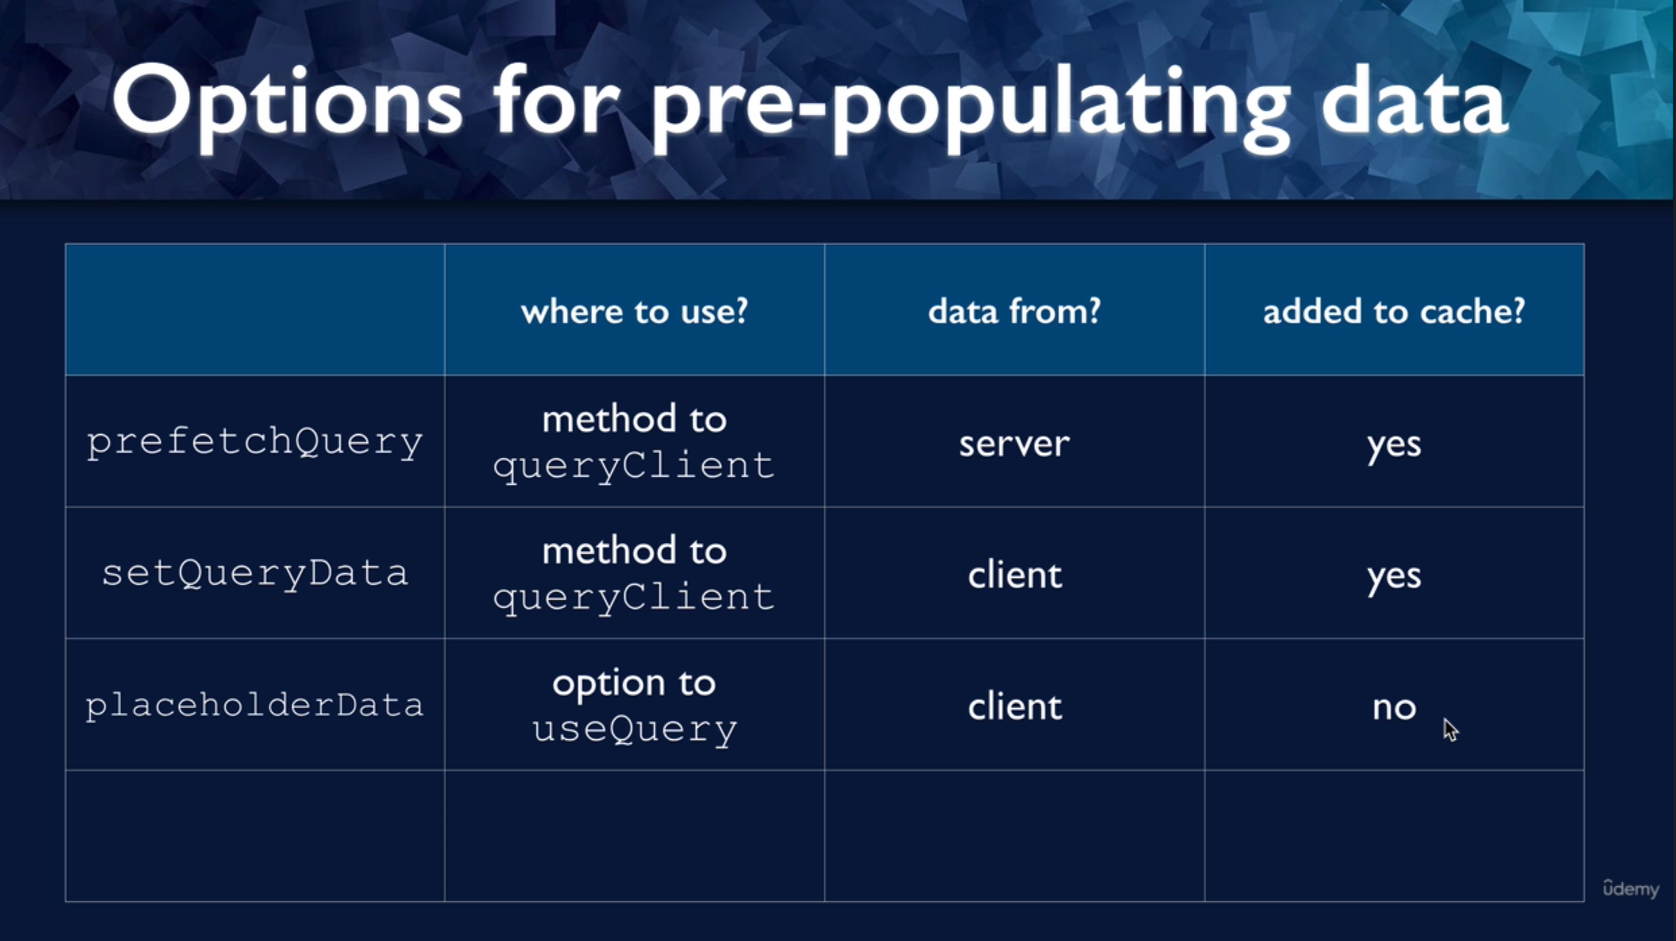 Options for pre-populating data
where to use?
data from?
added to cache?
prefetchQuery
method to
queryClient
server
yes
setQueryData
method to
queryClient
client
yes
placeholderData
option to
useQuery
client
no
ûdemy